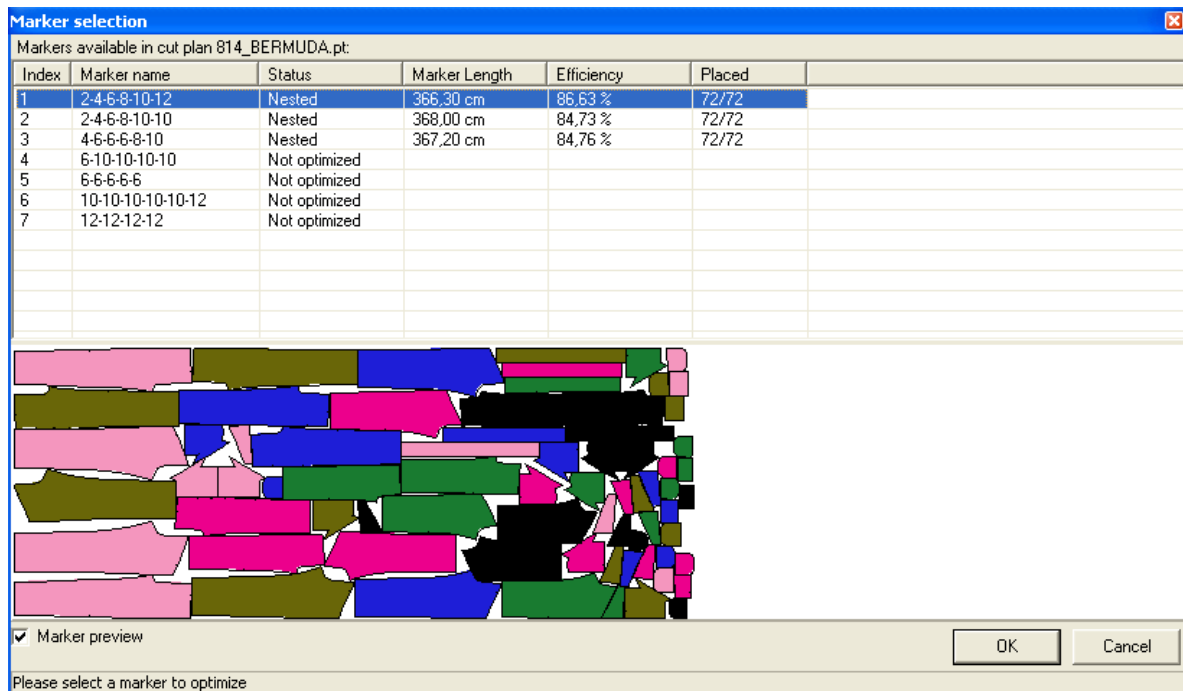 Marker selection
Markers available in cut plan 814_BERMUDA.pt:
Index Marker name Status Marker Length Efficiency Placed
1 2-4-6-8-10-12 Nested 366,30 cm 86,63 % 72/72
2 2-4-6-8-10-10 Nested 368,00 cm 84,73 % 72/72
3 4-6-6-6-8-10 Nested 367,20 cm 84,76 % 72/72
4 6-10-10-10-10 Not optimized
5 6-6-6-6-6 Not optimized
6 10-10-10-10-10-12 Not optimized
7 12-12-12-12 Not optimized
Marker preview
OK Cancel
Please select a marker to optimize